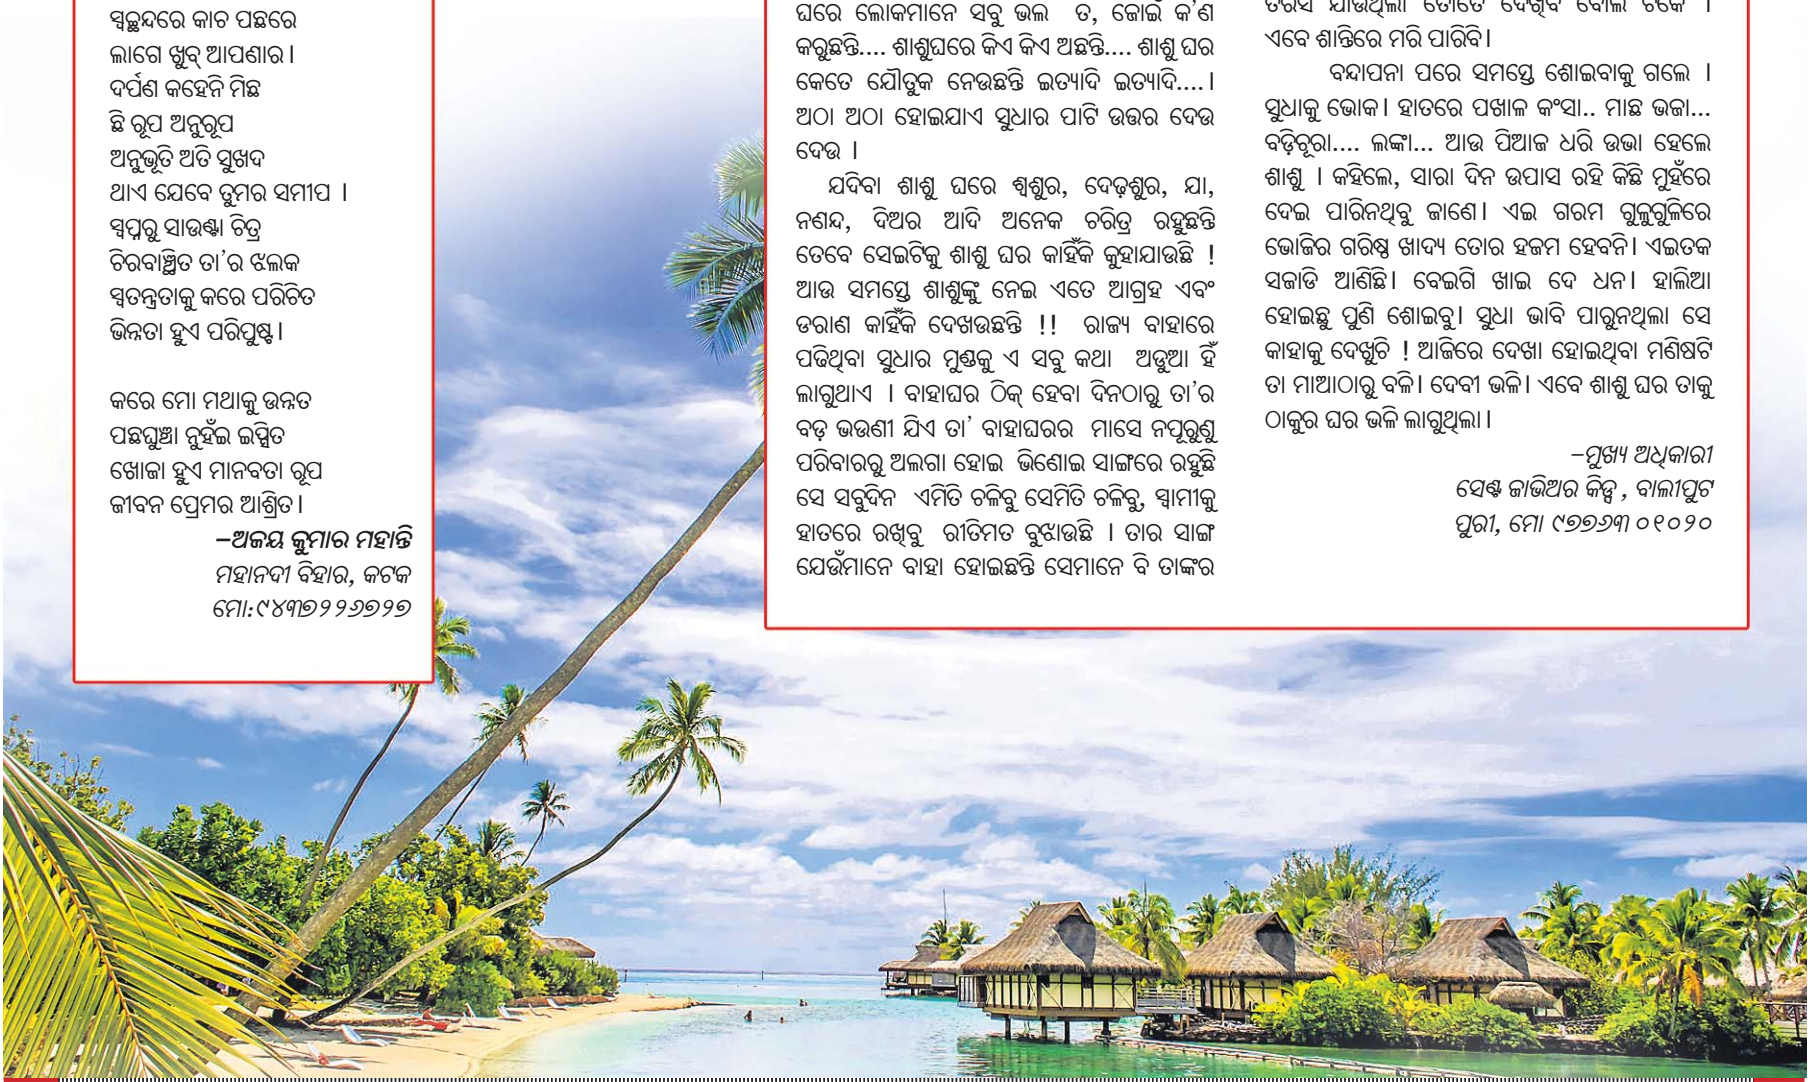 ସ୍ୱଚ୍ଛନ୍ଦରେ କାଚ ପଛରେ
ଲାଗେ ଖୁବ୍ ଆପଣାର।
ଦର୍ପଣ କହେନି ମିଛ
ଛି ରୂପ ଅନୁରୂପ
ଅନୁଭୂତି ଅତି ସୁଖଦ
ଥାଏ ଯେବେ ତୁମର ସମୀପ ।
ସ୍ୱପ୍ନରୁ ସାଉଣ୍ଟା ଚିତ୍ର
ଚିରବାଞ୍ଛିତ ତା’ର ଝଲକ
ସ୍ୱତନ୍ତ୍ରତାକୁ କରେ ପରିଚିତ
ଭିନ୍ନତା ହୁଏ ପରିପୁଷ୍ଟ।
କରେ ମୋ ମଥାକୁ ଉନ୍ନତ
ପଛଘୁଞ୍ଚା ନୁହଁଇ ଇପ୍ସିତ
ଖୋଜା ହୁଏ ମାନବତା ରୂପ
ଜୀବନ ପ୍ରେମର ଆଶ୍ରିତ।
–ଅଜୟ କୁମାର ମହାନ୍ତି
ମହାନଦୀ ବିହାର, କଟକ
ମୋ:୯୪୩୭୨୨୬୭୨୭
ଘରେ ଲୋକମାନେ ସବୁ ଭଲ ତ, ଜୋଇଁ କ’ଣ
କରୁଛନ୍ତି.... ଶାଶୁଘରେ କିଏ କିଏ ଅଛନ୍ତି.... ଶାଶୁ ଘର
କେତେ ଯୌତୁକ ନେଉଛନ୍ତି ଇତ୍ୟାଦି ଇତ୍ୟାଦି....।
ଅଠା ଅଠା ହୋଇଯାଏ ସୁଧାର ପାଟି ଉତ୍ତର ଦେଉ
ଦେଉ ।
ଯଦିବା ଶାଶୁ ଘରେ ଶ୍ୱଶୁର, ଦେଢ଼ଶୁର, ଯା,
ନଣନ୍ଦ, ଦିଅର ଆଦି ଅନେକ ଚରିତ୍ର ରହୁଛନ୍ତି
ତେବେ ସେଇଟିକୁ ଶାଶୁ ଘର କାହିଁକି କୁହାଯାଉଛି !
ଆଉ ସମସ୍ତେ ଶାଶୁଙ୍କୁ ନେଇ ଏତେ ଆଗ୍ରହ ଏବଂ
ଡରାଣ କାହିଁକି ଦେଖଉଛନ୍ତି !! ରାଜ୍ୟ ବାହାରେ
ପଢିଥିବା ସୁଧାର ମୁଣ୍ଡକୁ ଏ ସବୁ କଥା ଅଡୁଆ ହିଁ
ଲାଗୁଥାଏ । ବାହାଘର ଠିକ୍ ହେବା ଦିନଠାରୁ ତା’ର
ବଡ଼ ଭଉଣୀ ଯିଏ ତା’ ବାହାଘରର ମାସେ ନପୂରୁଣୁ
ପରିବାରରୁ ଅଲଗା ହୋଇ ଭିଣୋଇ ସାଙ୍ଗରେ ରହୁଛି
ସେ ସବୁଦିନ ଏମିତି ଚଳିବୁ ସେମିତି ଚଳିବୁ, ସ୍ୱାମୀକୁ
ହାତରେ ରଖିବୁ ରୀତିମତ ବୁଝାଉଛି । ତାର ସାଙ୍ଗ
ଯେଉଁମାନେ ବାହା ହୋଇଛନ୍ତି ସେମାନେ ବି ତାଙ୍କର
ଏବେ ଶାନ୍ତିରେ ମରି ପାରିବି।
ବନ୍ଦାପନା ପରେ ସମସ୍ତେ ଶୋଇବାକୁ ଗଲେ ।
ସୁଧାକୁ ଭୋକ। ହାତରେ ପଖାଳ କଂସା.. ମାଛ ଭଜା...
ବଡ଼ିଚୂରା.... ଲଙ୍କା... ଆଉ ପିଆଜ ଧରି ଉଭା ହେଲେ
ଶାଶୁ । କହିଲେ, ସାରା ଦିନ ଉପାସ ରହି କିଛି ମୁହଁରେ
ଦେଇ ପାରିନଥିବୁ ଜାଣେ। ଏଇ ଗରମ ଗୁଳୁଗୁଳିରେ
ଭୋଜିର ଗରିଷ୍ଠ ଖାଦ୍ୟ ତୋର ହଜମ ହେବନି। ଏଇତକ
ସଜାଡି ଆଣିଛି। ବେଇଗି ଖାଇ ଦେ ଧନ। ହାଲିଆ
ହୋଇଛୁ ପୁଣି ଶୋଇବୁ। ସୁଧା ଭାବି ପାରୁନଥିଲା ସେ
କାହାକୁ ଦେଖୁଚି ! ଆଜିରେ ଦେଖା ହୋଇଥିବା ମଣିଷଟି
ତା ମାଆଠାରୁ ବଳି। ଦେବୀ ଭଳି। ଏବେ ଶାଶୁ ଘର ତାକୁ
ଠାକୁର ଘର ଭଳି ଲାଗୁଥିଲା।
–ମୁଖ୍ୟ ଅଧିକାରୀ
ସେଣ୍ଟ ଜାଭିଅର କିଡ୍ସ, ବାଲୀପୁଟ
ପୁରୀ, ମୋ ୯୭୭୬୩୦୧୦୨୦